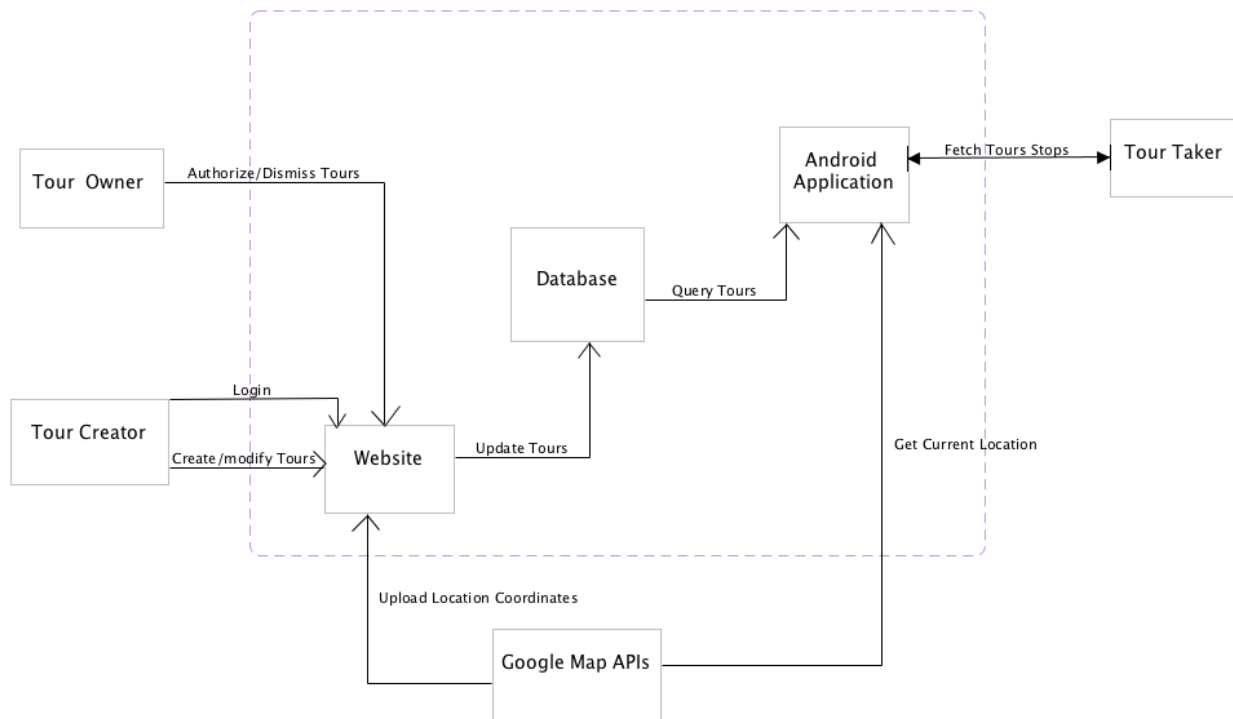 Android
Application
Fetch Tours Stops
Tour Taker
Tour Owner
Authorize/Dismiss Tours
Database
Query Tours
Login
Tour Creator
Create/modify Tours
Website
Update Tours
Get Current Location
Upload Location Coordinates
Google Map APIs